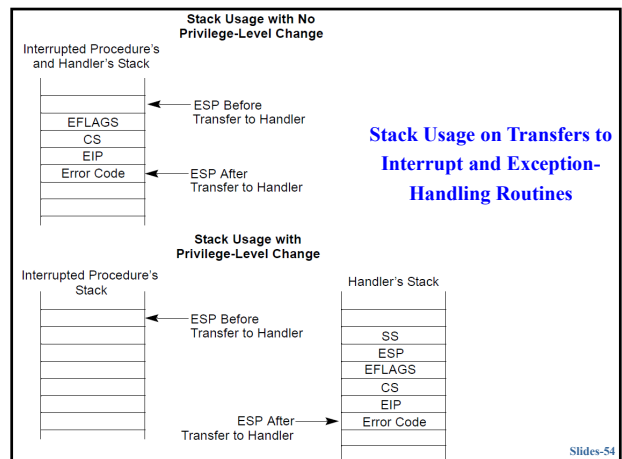 Stack Usage with No
Privilege-Level Change
Interrupted Procedure's
and Handler's Stack
ESP Before
Transfer to Handler
EFLAGS
CS
EIP
Error Code
ESP After
Transfer to Handler
Stack Usage on Transfers to
Interrupt and Exception-
Handling Routines
Stack Usage with
Privilege-Level Change
Interrupted Procedure's
Stack
Handler's Stack
ESP Before
Transfer to Handler
SS
ESP
EFLAGS
CS
EIP
Error Code
ESP After
Transfer to Handler
Slides-54